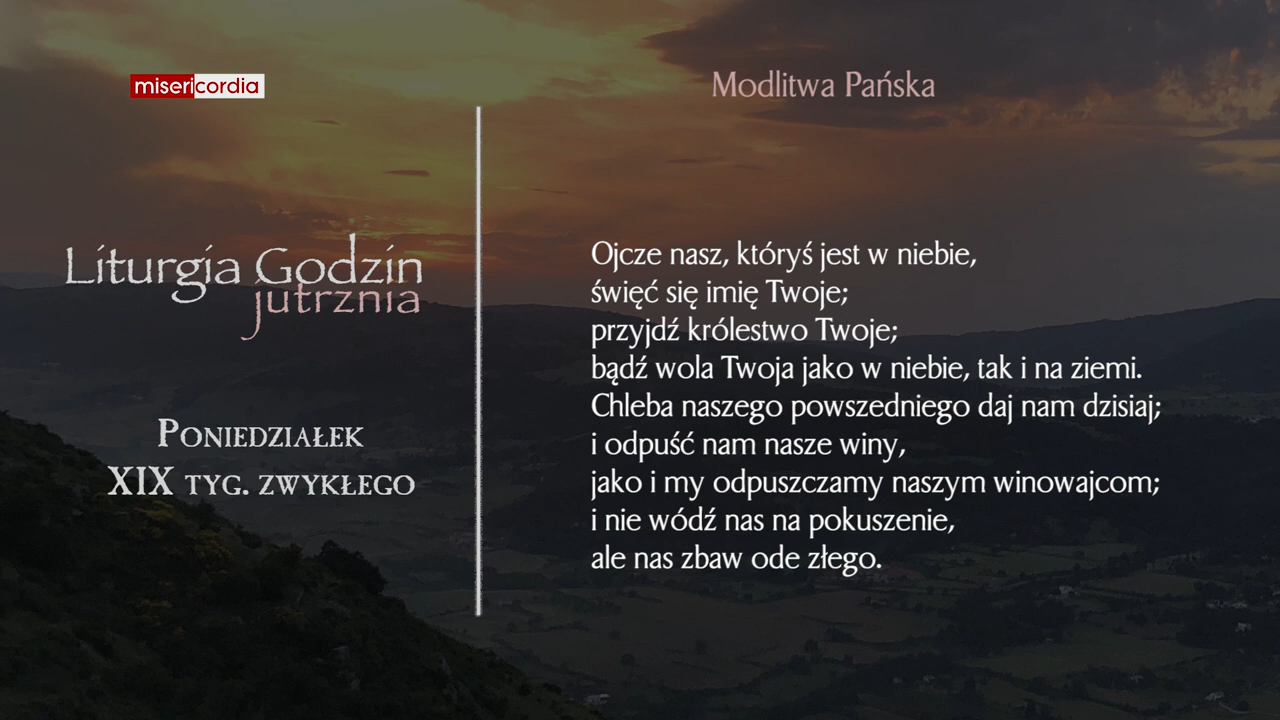 misericordia
Liturgia Godzin
jutrznia
Poniedziałek
XIX tyg. zwykłego
Modlitwa Pańska
Ojcze nasz, któryś jest w niebie,
święć się imię Twoje;
przyjdź królestwo Twoje;
bądź wola Twoja jako w niebie, tak i na ziemi.
Chleba naszego powszedniego daj nam dzisiaj;
i odpuść nam nasze winy,
jako i my odpuszczamy naszym winowajcom;
i nie wódź nas na pokuszenie,
ale nas zbaw ode złego.